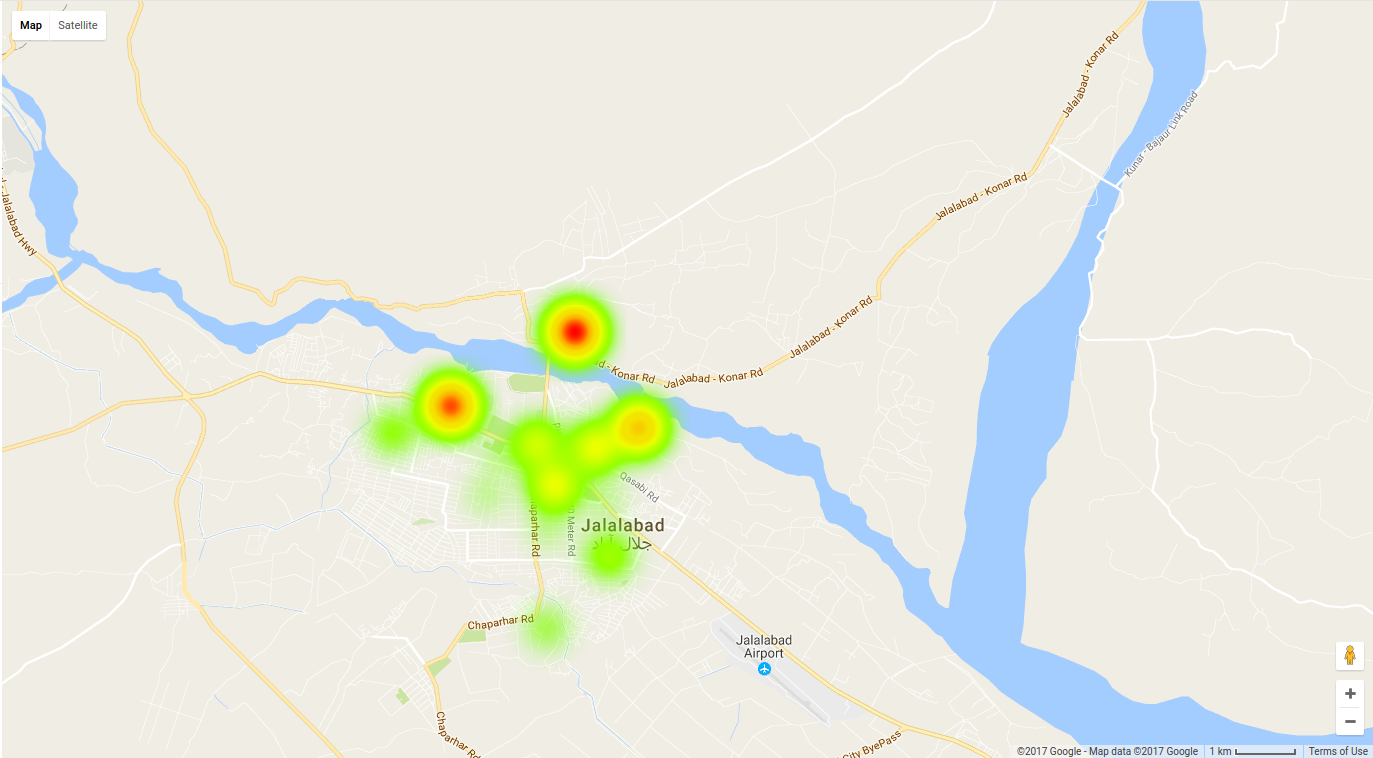 Map Satellite
Jalalabad - Konar Rd
Kunar - Bajaur Link Road
Jalalabad - Konar Rd
-Jalalabad Hwy
Jalalabad - Konar Rd
d - Konar Rd
Jalalabad - Konar Rd
Qasabi Rd
haparhar Rd
Meter Rd
Jalalabad
جلال آباد
Chaparhar Rd
Jalalabad
Airport
Chaparhar Rd
City ByePass
©2017 Google - Map data ©2017 Google 1 km Terms of Use